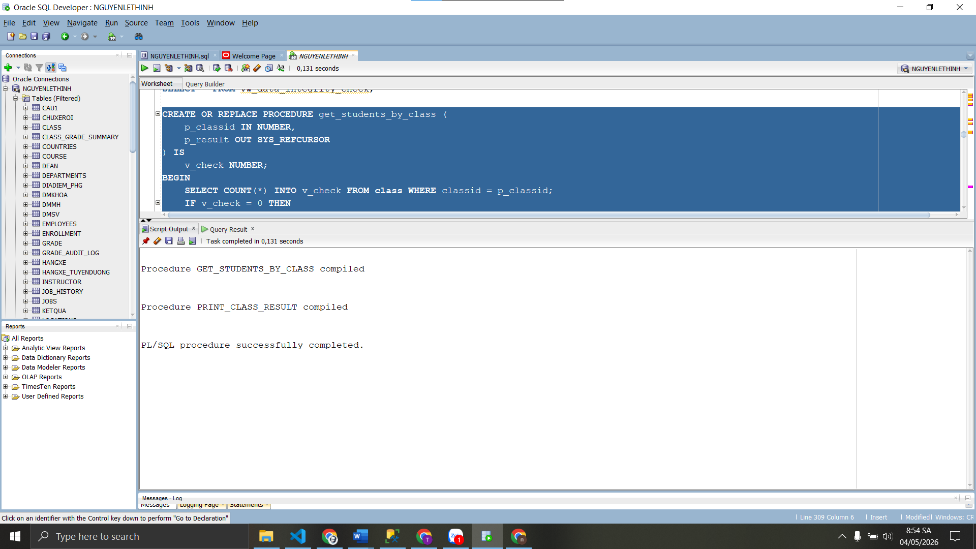 Oracle SQL Developer : NGUYENLETHINH
File Edit View Navigate Run Source Team Tools Window Help
Connections
NGUYENLETHINH.sql
Welcome Page
NGUYENLETHINH
0,131 seconds
NGUYENLETHINH
Worksheet Query Builder
Oracle Connections
NGUYENLETHINH
Tables (Filtered)
CAU1
CHUXEROI
CLASS
CLASS_GRADE_SUMMARY
COUNTRIES
COURSE
DEAN
DEPARTMENTS
DIADIEM_PHG
DMKHOA
DMMH
DMSV
EMPLOYEES
ENROLLMENT
GRADE
GRADE_AUDIT_LOG
HANGXE
HANGXE_TUYENDUONG
INSTRUCTOR
JOB_HISTORY
JOBS
KETQUA
SELECT * FROM vw_data_integrity_check;
CREATE OR REPLACE PROCEDURE get_students_by_class (
p_classid IN NUMBER,
p_result OUT SYS_REFCURSOR
) IS
v_check NUMBER;
BEGIN
SELECT COUNT(*) INTO v_check FROM class WHERE classid = p_classid;
IF v_check = 0 THEN
Script Output × Query Result ×
Task completed in 0,131 seconds
Procedure GET_STUDENTS_BY_CLASS compiled
Procedure PRINT_CLASS_RESULT compiled
PL/SQL procedure successfully completed.
Reports
All Reports
Analytic View Reports
Data Dictionary Reports
Data Modeler Reports
OLAP Reports
TimesTen Reports
User Defined Reports
Messages - Log
Messages Logging Page × Statements ×
Click on an identifier with the Control key down to perform "Go to Declaration"
Line 309 Column 6 Insert Modified Windows: CF
Type here to search
8:54 SA
04/05/2026